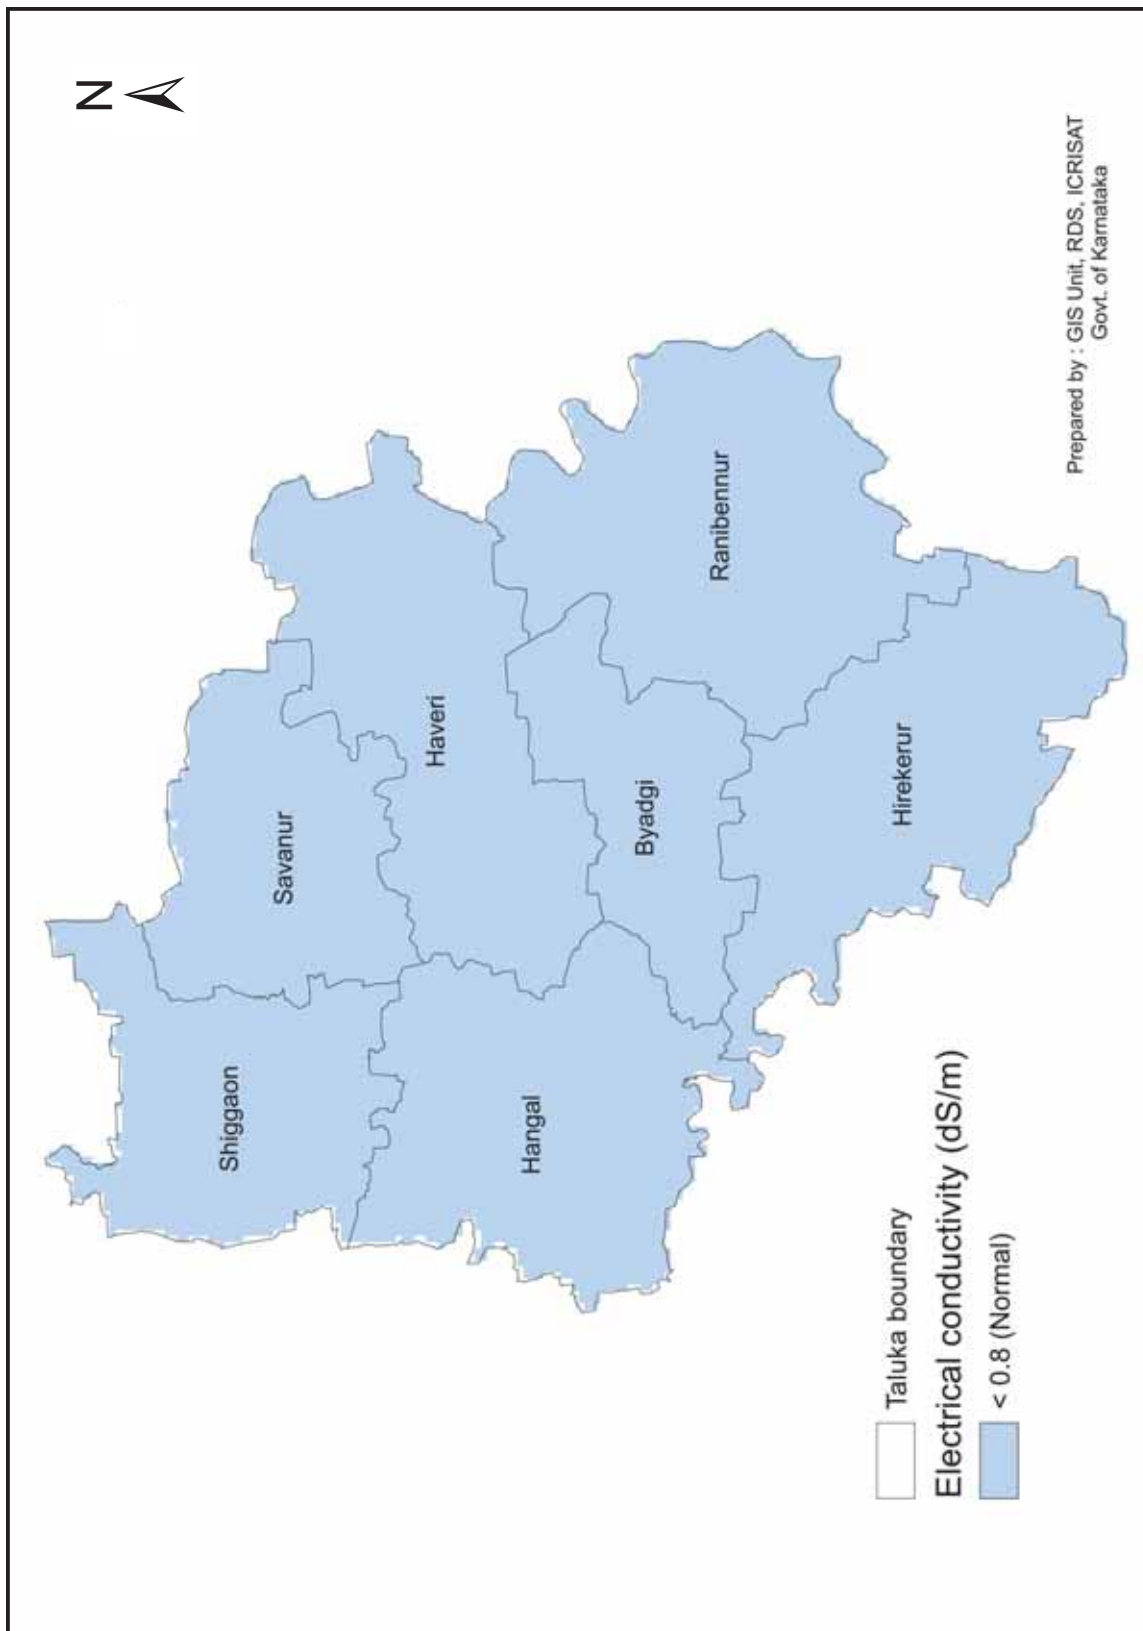 N
Shiggaon
Savanur
Haveri
Hangal
Byadgi
Ranibennur
Hirekerur
Taluka boundary
Electrical conductivity (dS/m)
< 0.8 (Normal)
Prepared by : GIS Unit, RDS, ICRISAT
Govt. of Karnataka